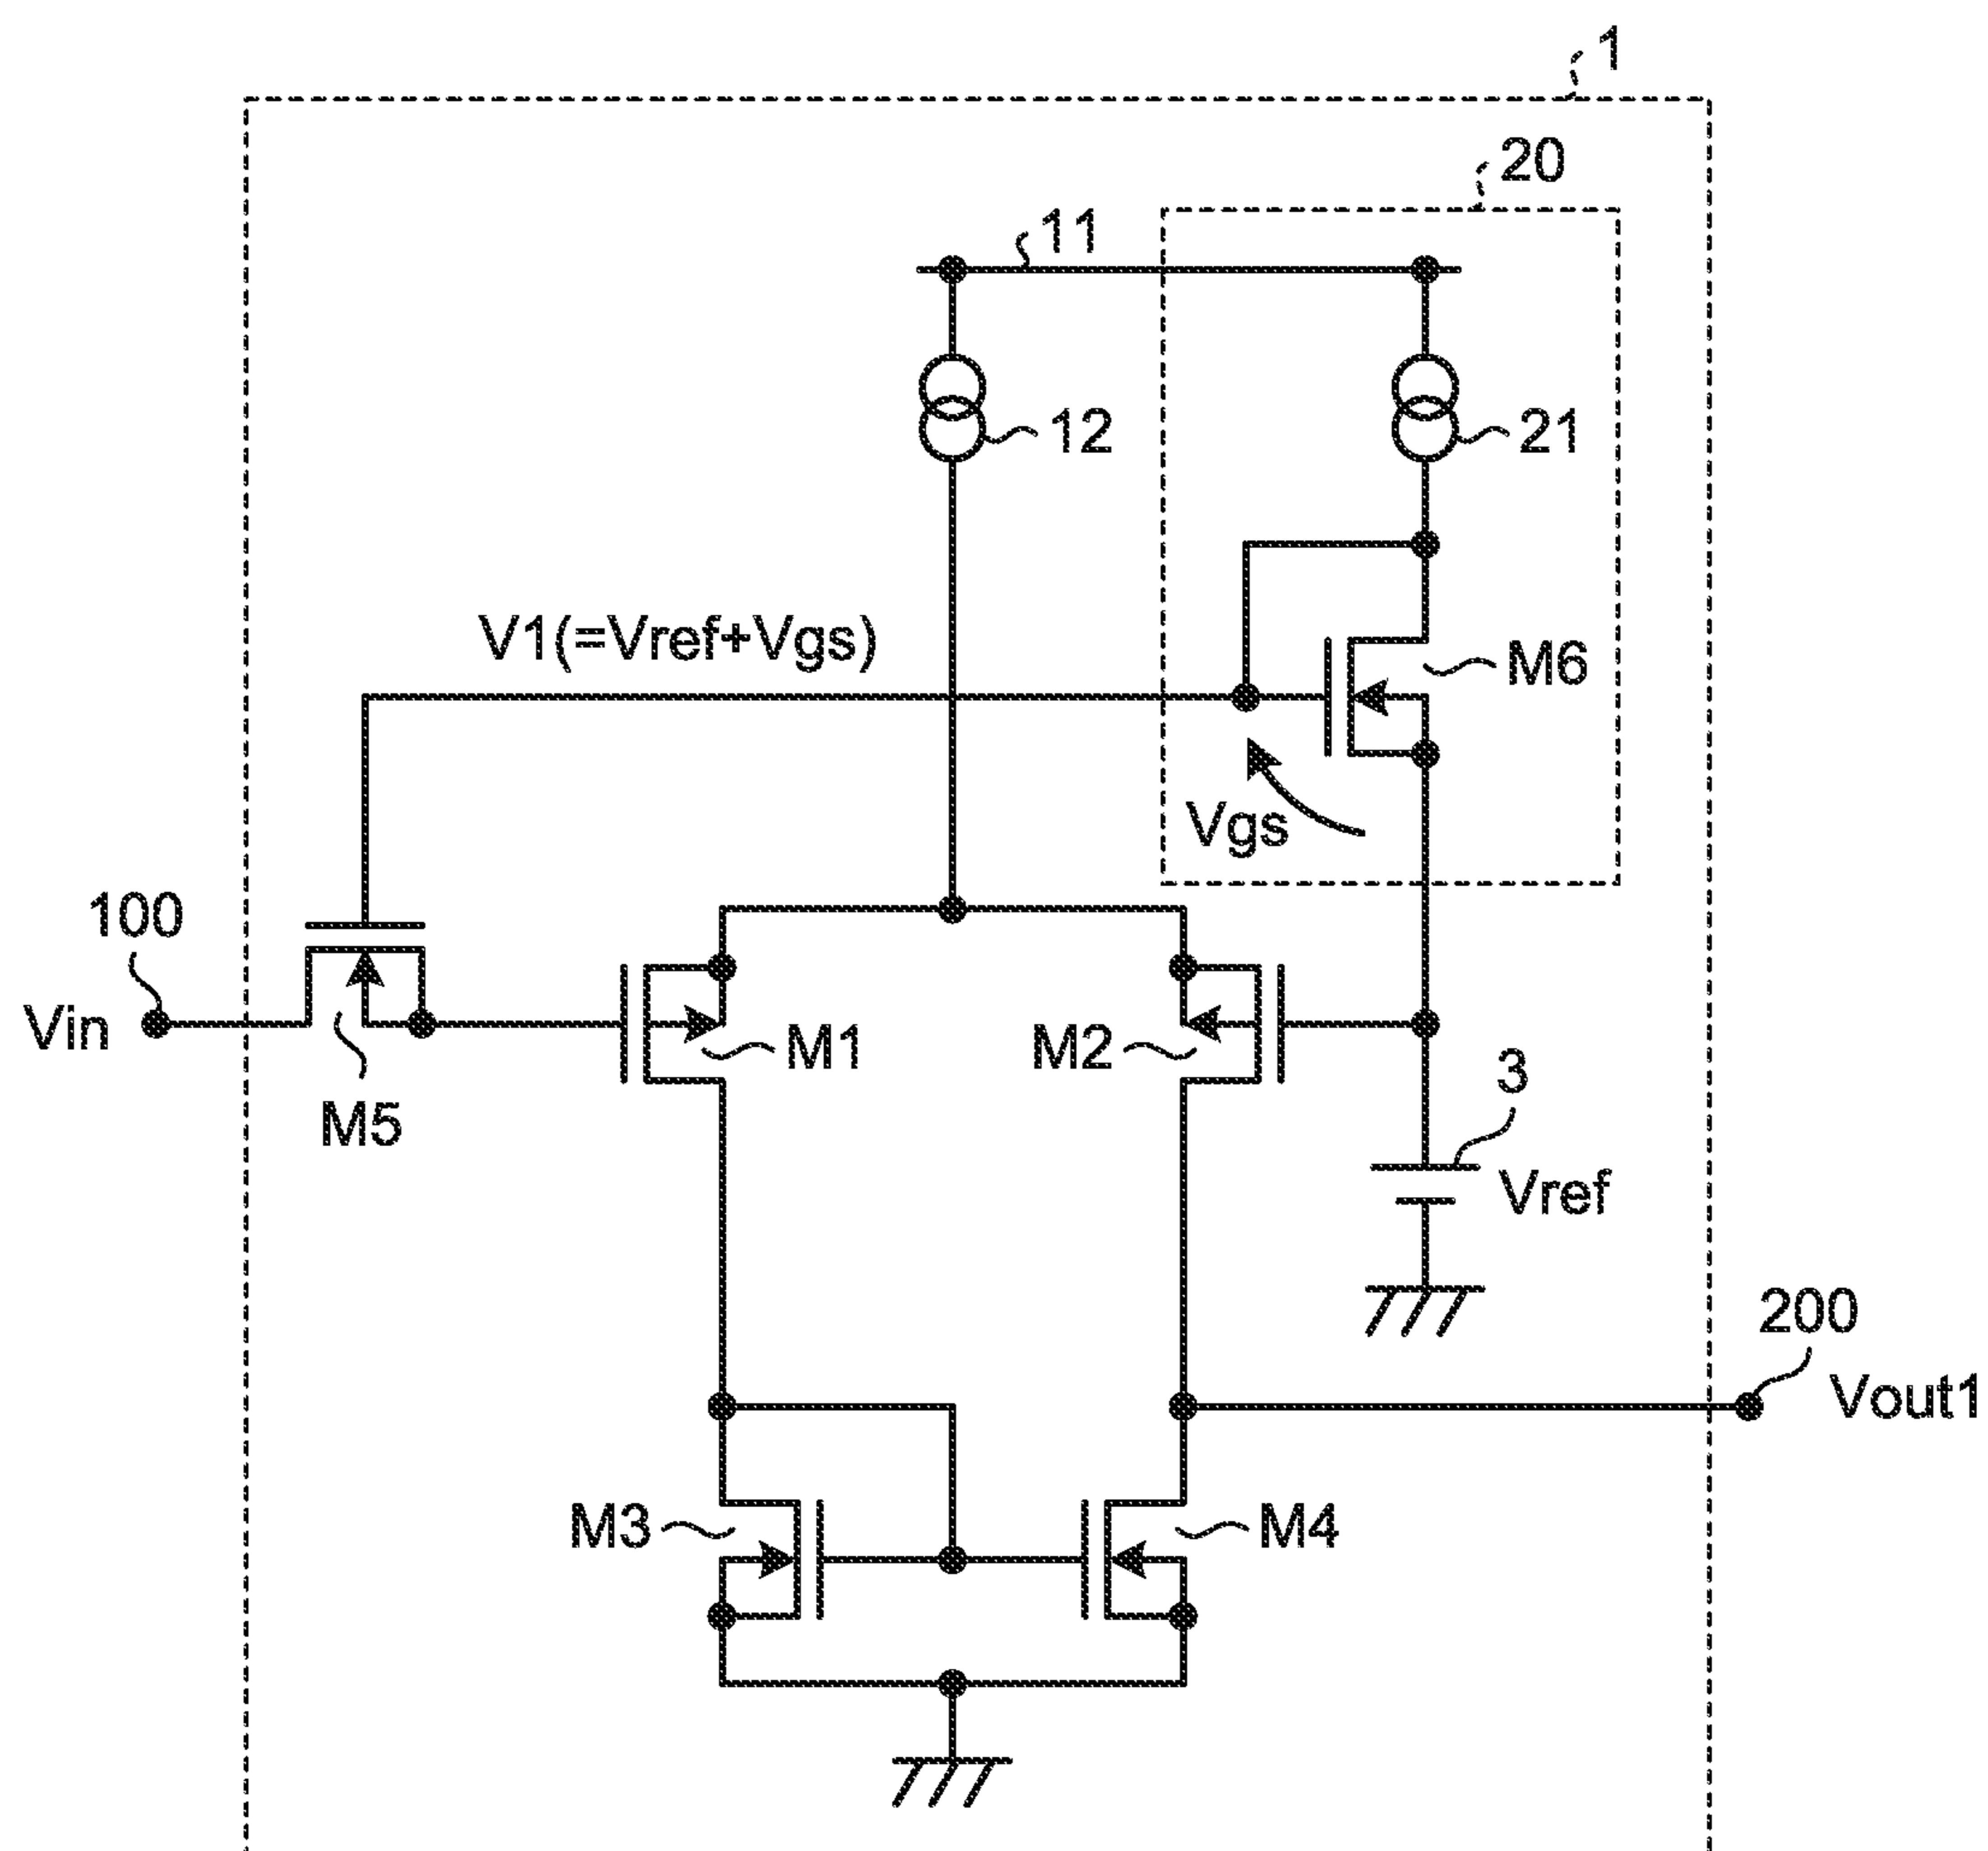 1
20
11
12
21
V1(=Vref+Vgs)
M6
Vgs
100
Vin
M1
M2
M5
3
Vref
200
Vout1
M3
M4